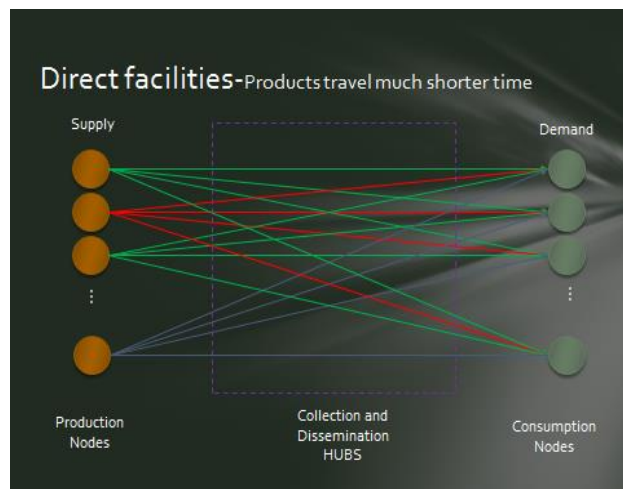 Direct facilities-Products travel much shorter time
Supply
Demand
...
...
Production
Nodes
Collection and
Dissemination
HUBS
Consumption
Nodes